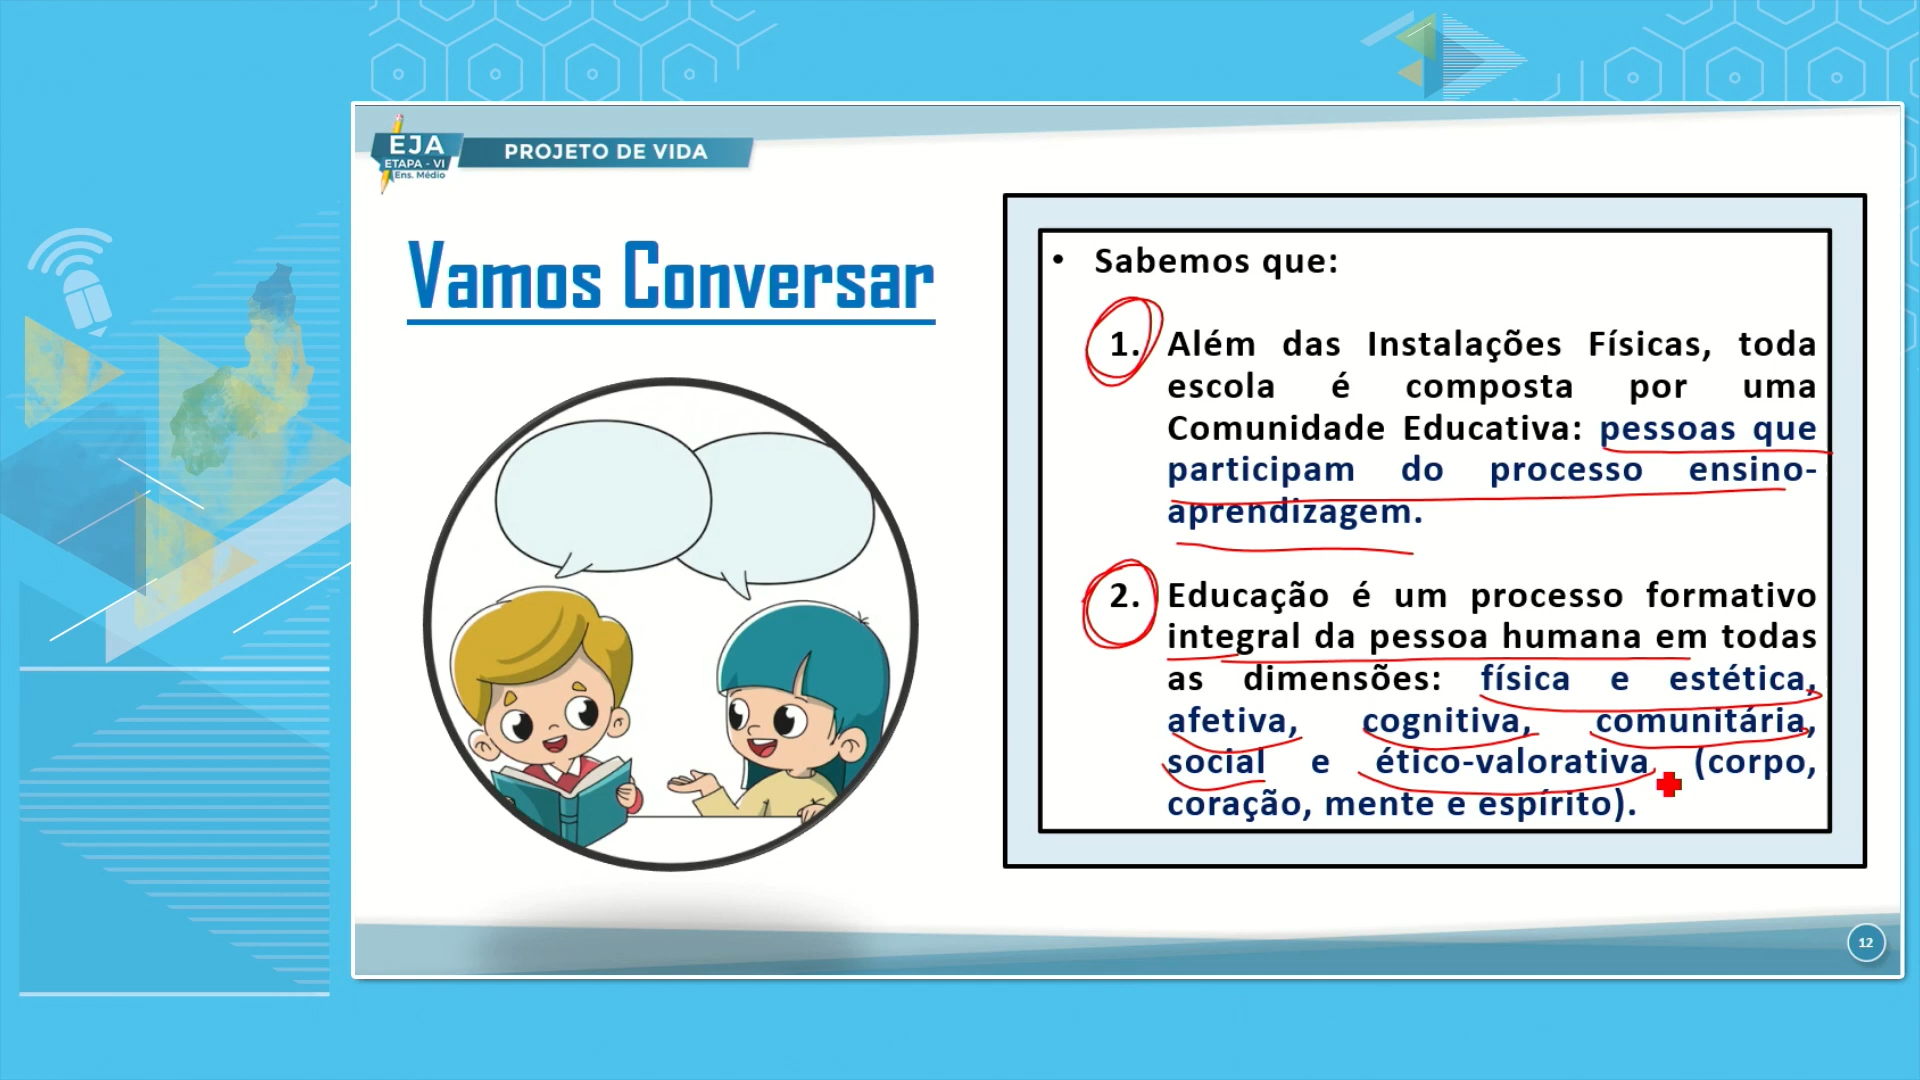 EJA
ETAPA - VI
Ens. Médio
PROJETO DE VIDA
Vamos Conversar
• Sabemos que:
1. Além das Instalações Físicas, toda
escola é composta por uma
Comunidade Educativa: pessoas que
participam do processo ensino-
aprendizagem.
2. Educação é um processo formativo
integral da pessoa humana em todas
as dimensões: física e estética,
afetiva, cognitiva, comunitária,
social e ético-valorativa, (corpo,
coração, mente e espírito).
12